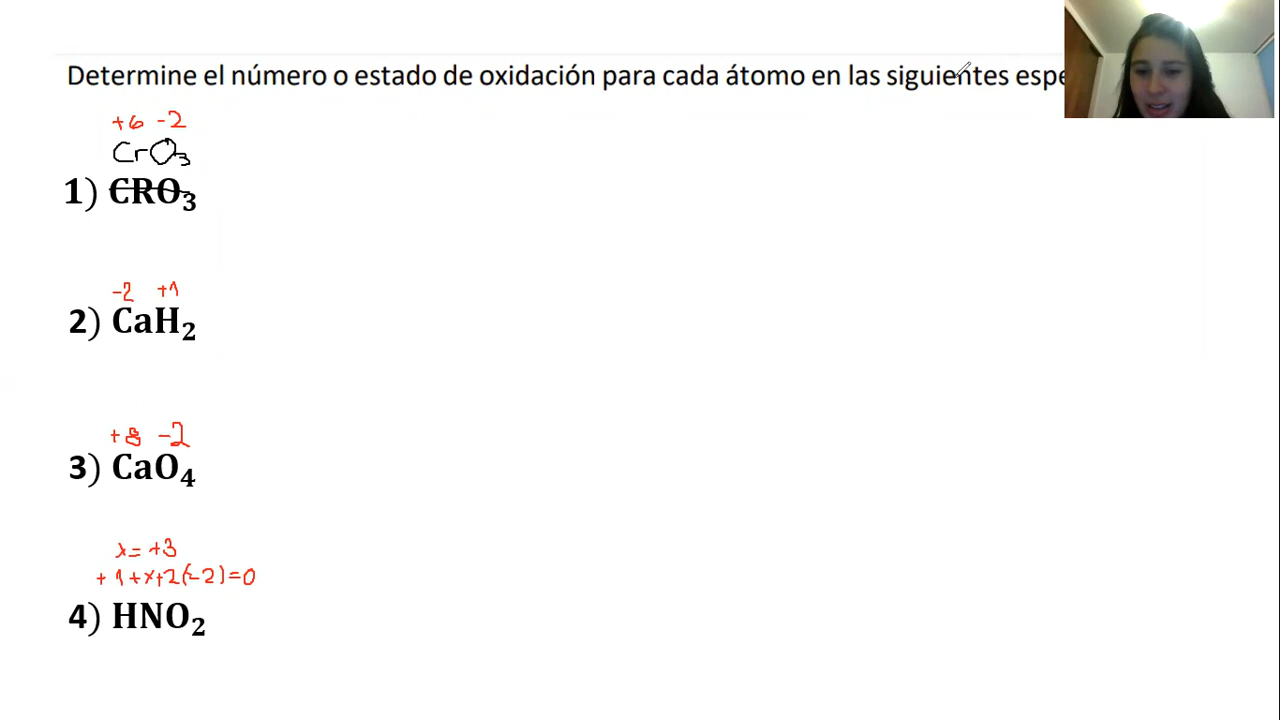 Determine el número o estado de oxidación para cada átomo en las siguientes espe
+6 -2
CrO₃
1) CRO₃
-2 +1
2) CaH₂
+8 -2
3) CaO₄
x= +3
+1+x+2(-2)=0
4) HNO₂